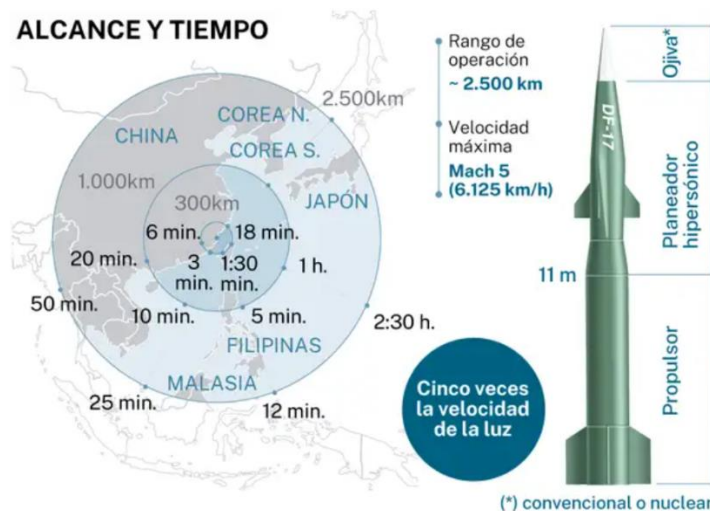 ALCANCE Y TIEMPO
2.500km
COREA N.
CHINA
COREA S.
1.000km
JAPÓN
300km
6 min.
18 min.
20 min.
3
min.
1:30
min.
1 h.
50 min.
10 min.
5 min.
2:30 h.
FILIPINAS
MALASIA
25 min.
12 min.
Rango de
operación
~ 2.500 km
Velocidad
máxima
Mach 5
(6.125 km/h)
Cinco veces
la velocidad
de la luz
DF-17
11 m
Ojiva*
Planeador
hipersónico
Propulsor
(*) convencional o nuclear